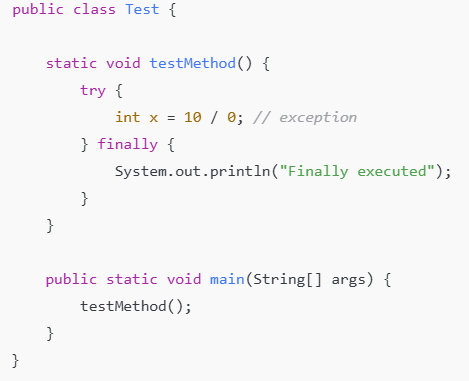 public class Test {
    static void testMethod() {
        try {
            int x = 10 / 0; // exception
        } finally {
            System.out.println("Finally executed");
        }
    }
    public static void main(String[] args) {
        testMethod();
    }
}